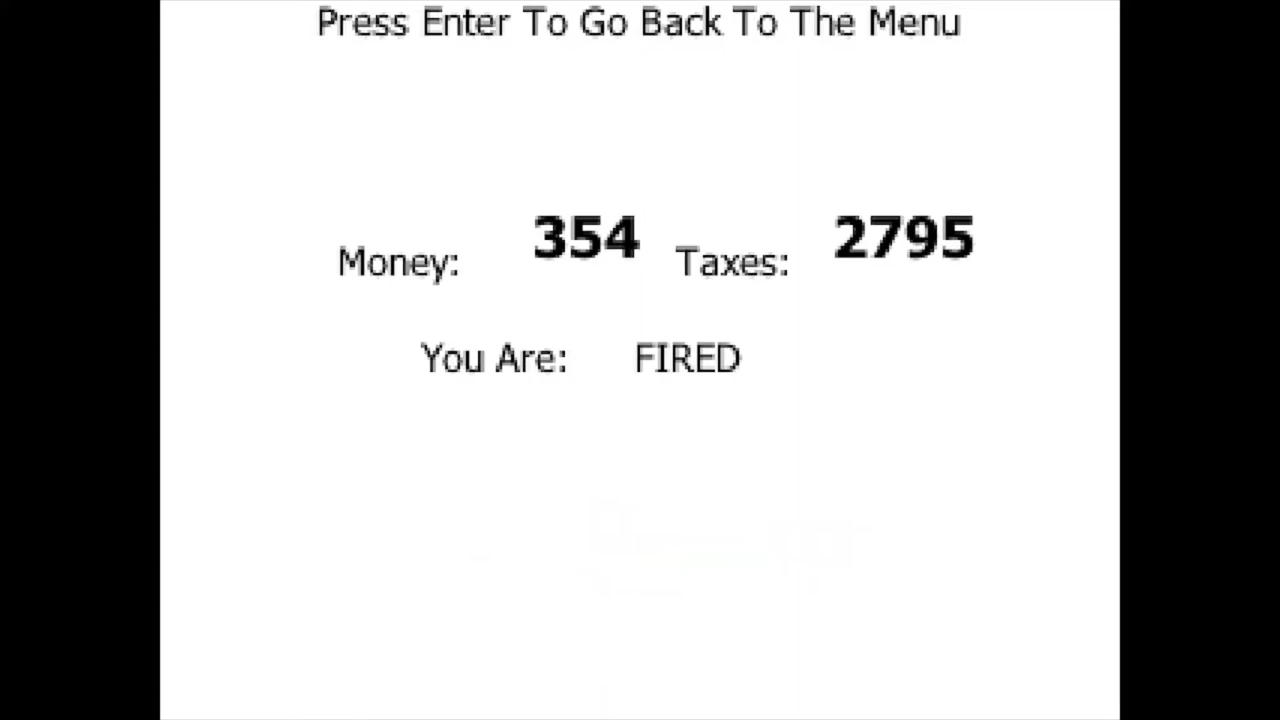 Press Enter To Go Back To The Menu
Money: 354 Taxes: 2795
You Are: FIRED